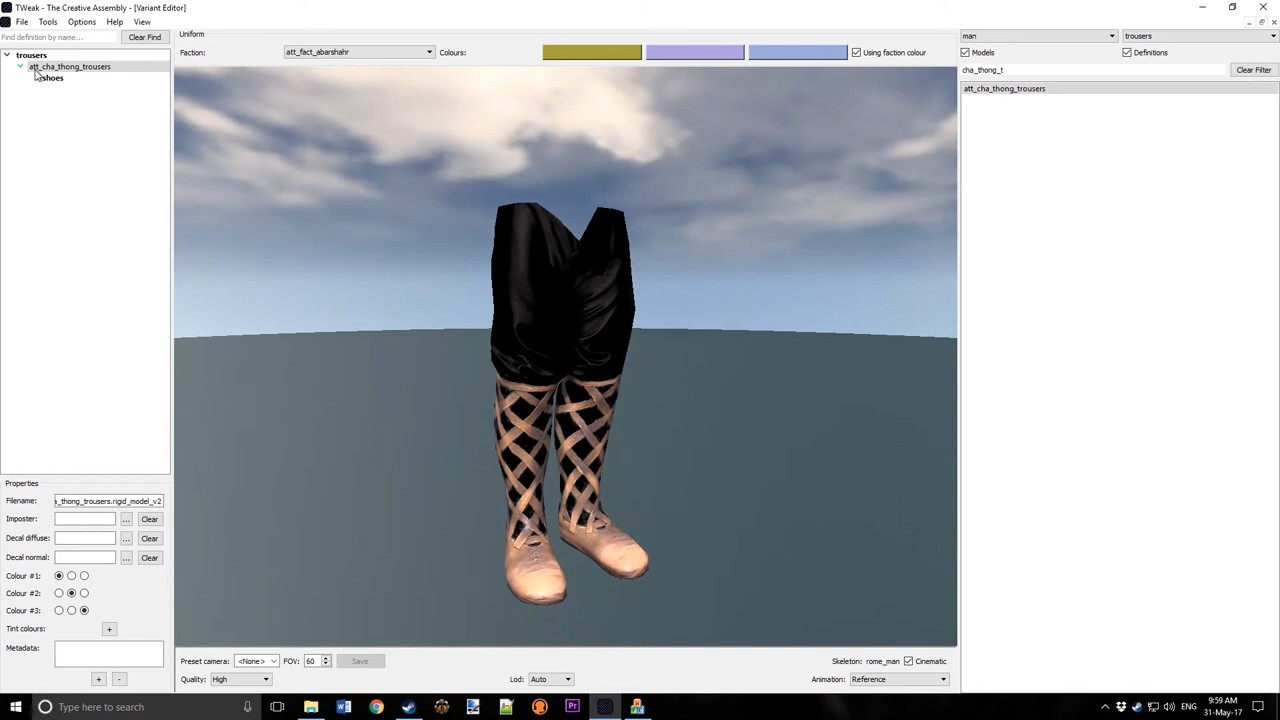 TWeak - The Creative Assembly - [Variant Editor]
File Tools Options Help View
Find definition by name... Clear Find
trousers
att_cha_thong_trousers
shoes
Uniform
Faction: att_fact_abarshahr Colours: Using faction colour
man trousers
Models Definitions
cha_thong_t Clear Filter
att_cha_thong_trousers
Properties
Filename: _thong_trousers.rigid_model_v2
Imposter: ... Clear
Decal diffuse: ... Clear
Decal normal: ... Clear
Colour #1:
Colour #2:
Colour #3:
Tint colours: +
Metadata:
+ -
Preset camera: <None> FOV: 60 Save Skeleton: rome_man Cinematic
Quality: High Lod: Auto Animation: Reference
Type here to search
9:59 AM
31-May-17